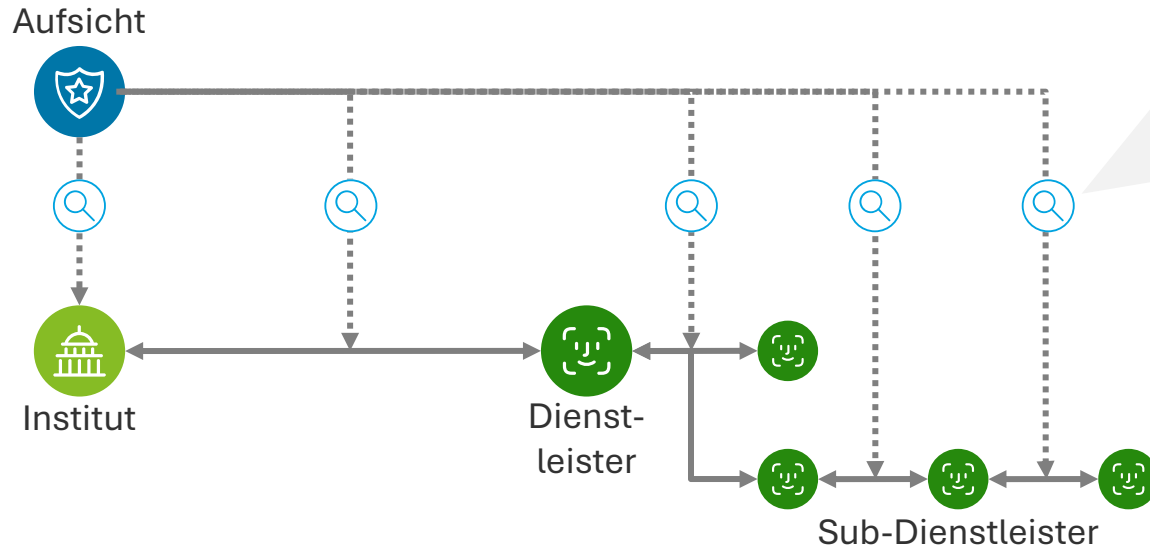 Aufsicht
Institut
Dienst-
leister
Sub-Dienstleister